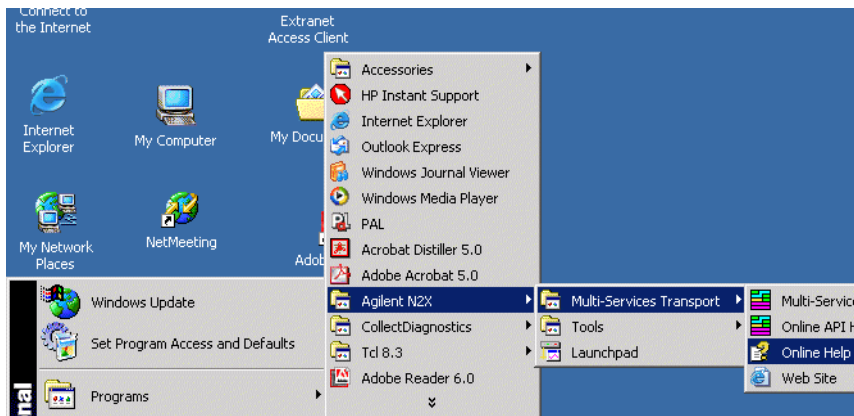 Connect to
the Internet
Extranet
Access Client
Internet
Explorer
My Computer
My Docu
My Network
Places
NetMeeting
Adob
Windows Update
Set Program Access and Defaults
Programs
nal
Accessories
HP Instant Support
Internet Explorer
Outlook Express
Windows Journal Viewer
Windows Media Player
PAL
Acrobat Distiller 5.0
Adobe Acrobat 5.0
Agilent N2X
CollectDiagnostics
Tcl 8.3
Adobe Reader 6.0
Multi-Services Transport
Tools
Launchpad
Multi-Service
Online API H
Online Help
Web Site